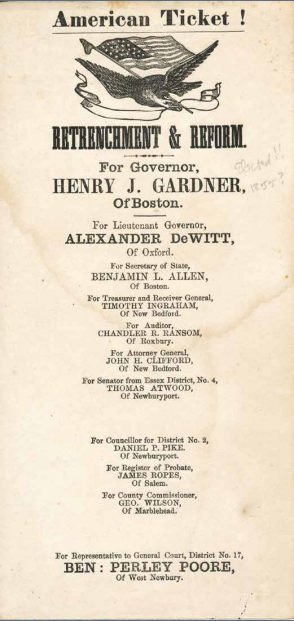 American Ticket !
RETRENCHMENT & REFORM.
For Governor,
HENRY J. GARDNER,
Of Boston.
Elected!!
1855?
For Lieutenant Governor,
ALEXANDER DeWITT,
Of Oxford.
For Secretary of State,
BENJAMIN L. ALLEN,
Of Boston.
For Treasurer and Receiver General,
TIMOTHY INGRAHAM,
Of New Bedford.
For Auditor,
CHANDLER R. RANSOM,
Of Roxbury.
For Attorney General,
JOHN H. CLIFFORD,
Of New Bedford.
For Senator from Essex District, No. 4,
THOMAS ATWOOD,
Of Newburyport.
For Councillor for District No. 2,
DANIEL P. PIKE.
Of Newburyport.
For Register of Probate,
JAMES ROPES,
Of Salem.
For County Commissioner,
GEO. WILSON,
Of Marblehead.
For Representative to General Court, District No. 17,
BEN: PERLEY POORE,
Of West Newbury.